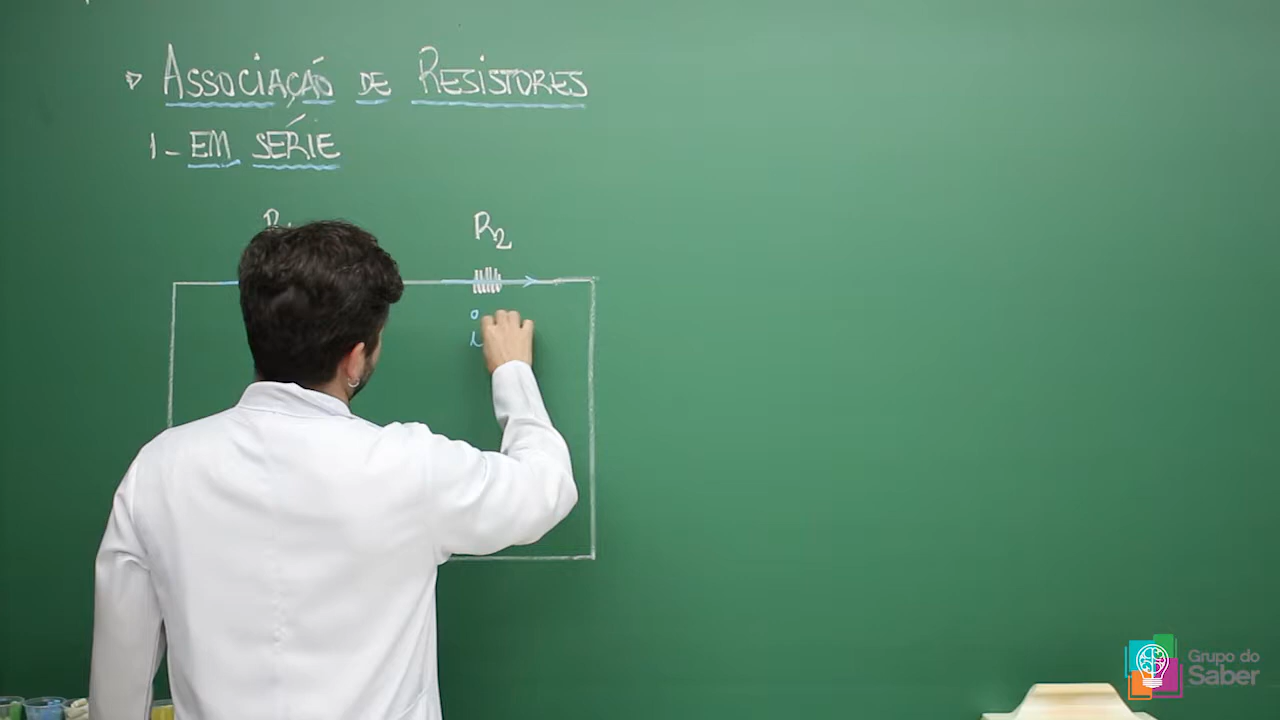 ASSOCIAÇÃO DE RESISTORES
1 - EM SÉRIE
R2
i
Grupo do
Saber